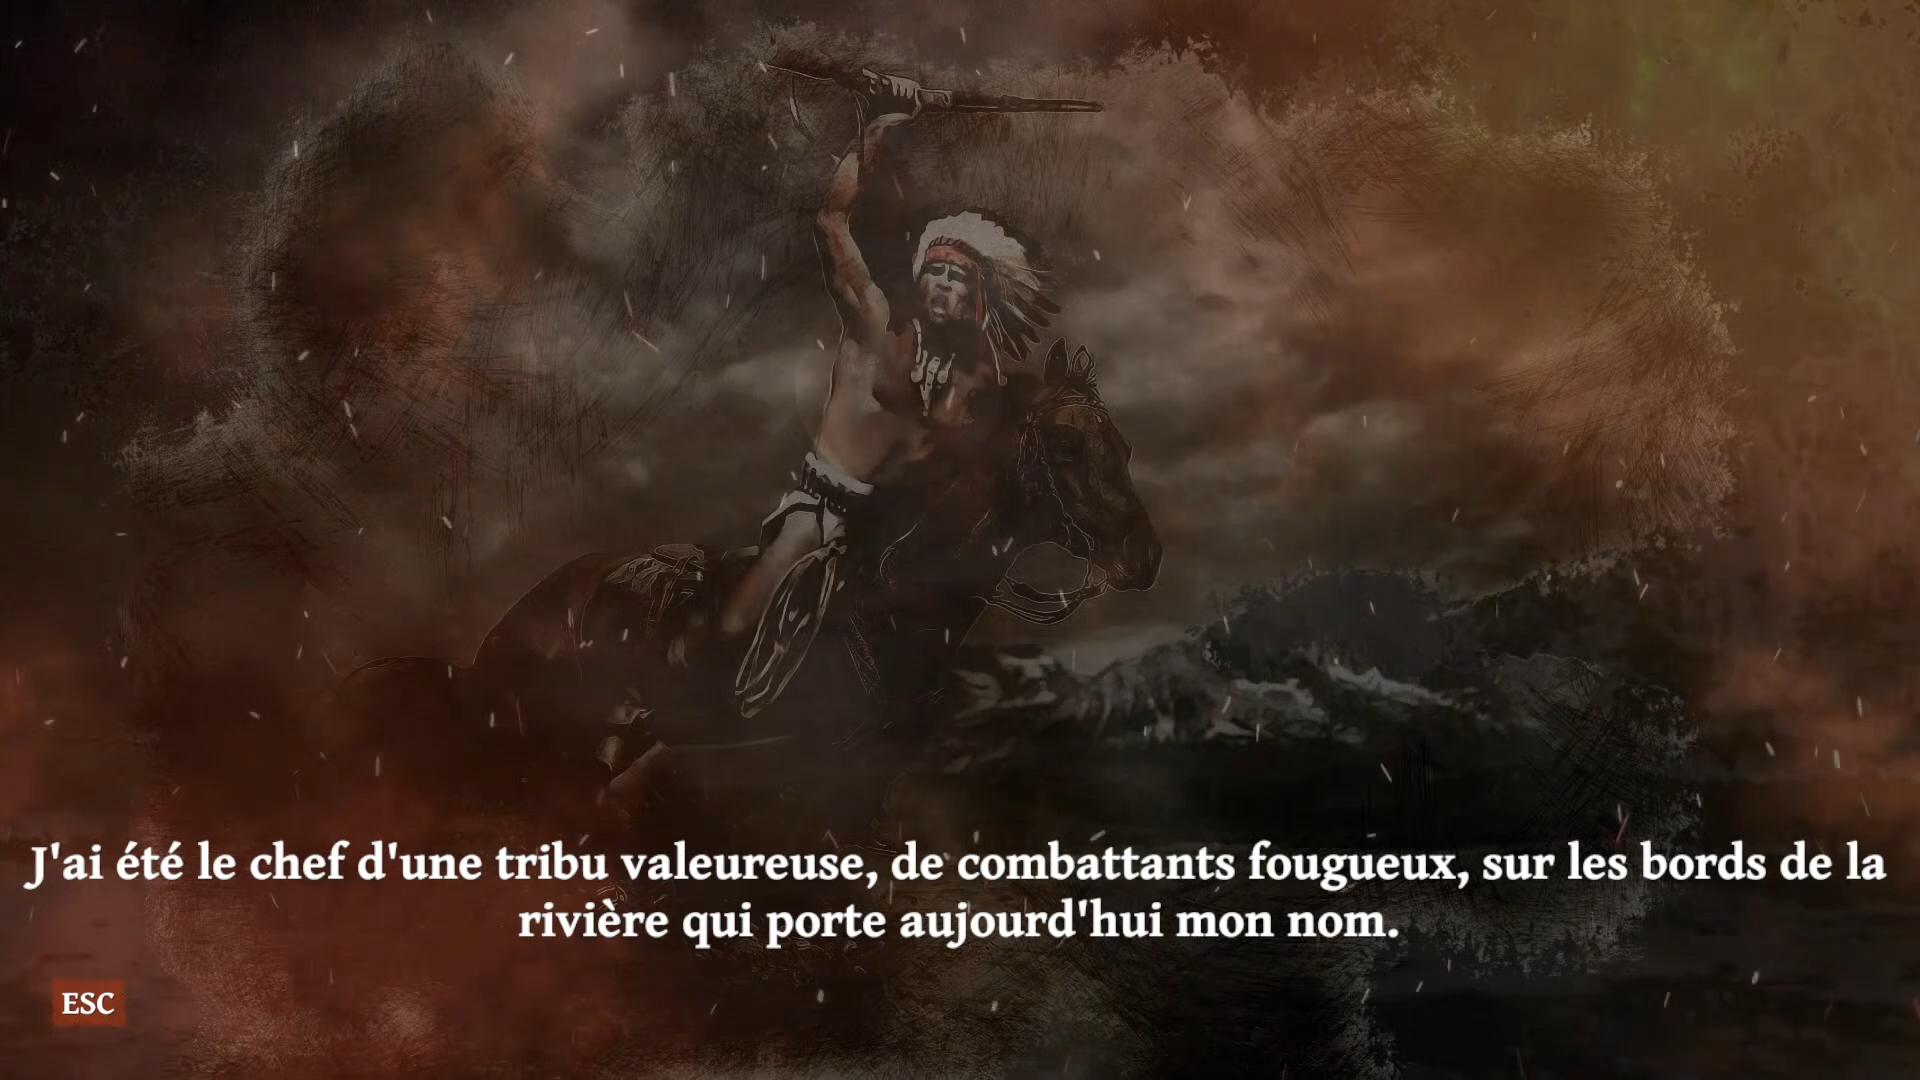 J'ai été le chef d'une tribu valeureuse, de combattants fougueux, sur les bords de la
rivière qui porte aujourd'hui mon nom.
ESC